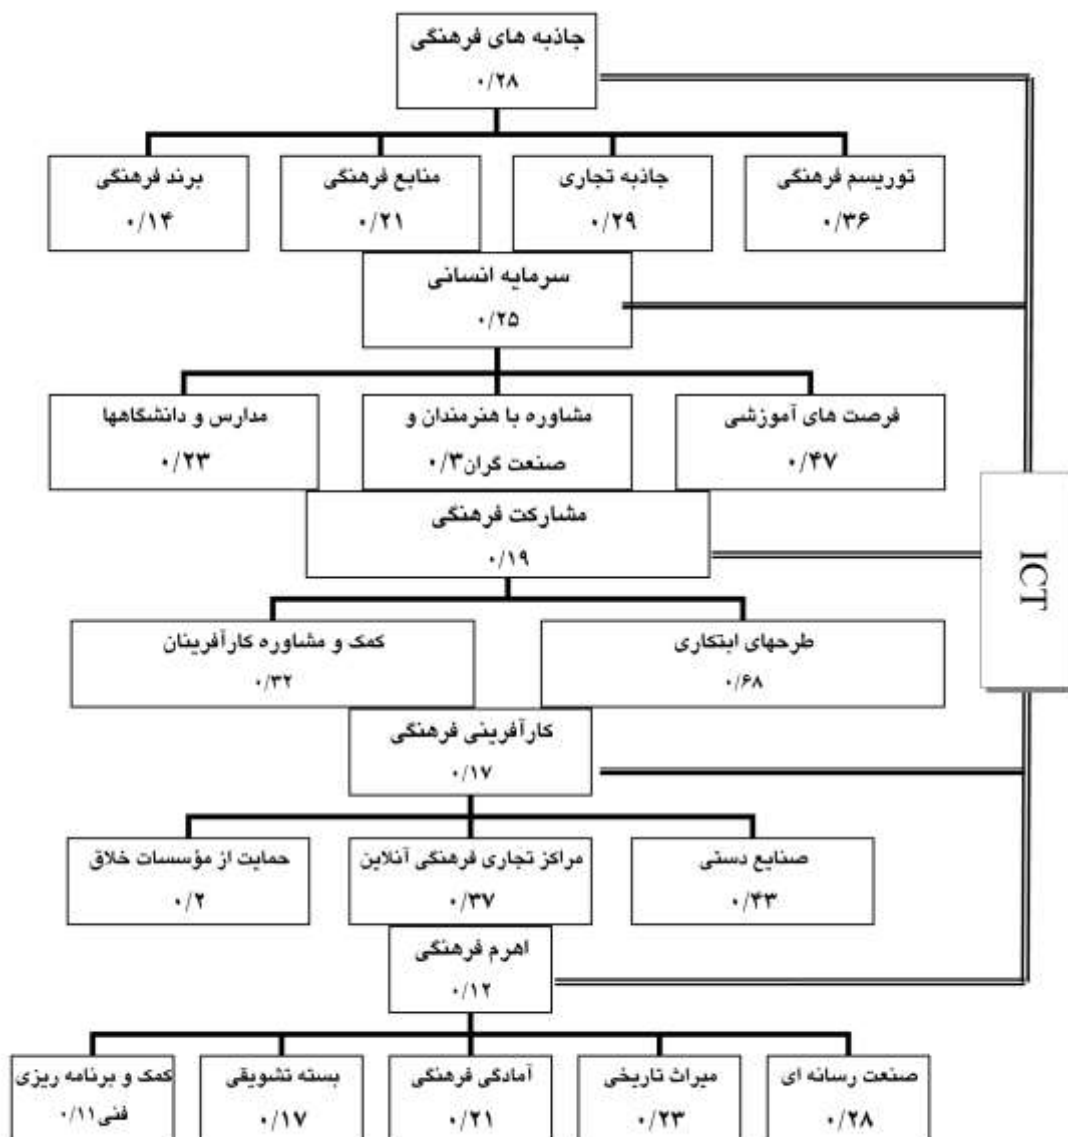 جاذبه های فرهنگی
۰/۲۸
توریسم فرهنگی
۰/۳۶
جاذبه تجاری
۰/۲۹
منابع فرهنگی
۰/۲۱
برند فرهنگی
۰/۱۴
سرمایه انسانی
۰/۲۵
فرصت های آموزشی
۰/۴۷
مشاوره با هنرمندان و
صنعت گران۰/۳
مدارس و دانشگاهها
۰/۲۳
مشارکت فرهنگی
۰/۱۹
ICT
طرحهای ابتکاری
۰/۶۸
کمک و مشاوره کارآفرینان
۰/۳۲
کارآفرینی فرهنگی
۰/۱۷
صنایع دستی
۰/۴۳
مراکز تجاری فرهنگی آنلاین
۰/۳۷
حمایت از مؤسسات خلاق
۰/۲
اهرم فرهنگی
۰/۱۲
صنعت رسانه ای
۰/۲۸
میراث تاریخی
۰/۲۳
آمادگی فرهنگی
۰/۲۱
بسته تشویقی
۰/۱۷
کمک و برنامه ریزی
فنی۰/۱۱